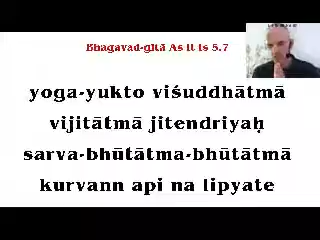 Bhagavad-gītā As It Is 5.7
yoga-yukto viśuddhātmā
vijitātmā jitendriyaḥ
sarva-bhūtātma-bhūtātmā
kurvann api na lipyate